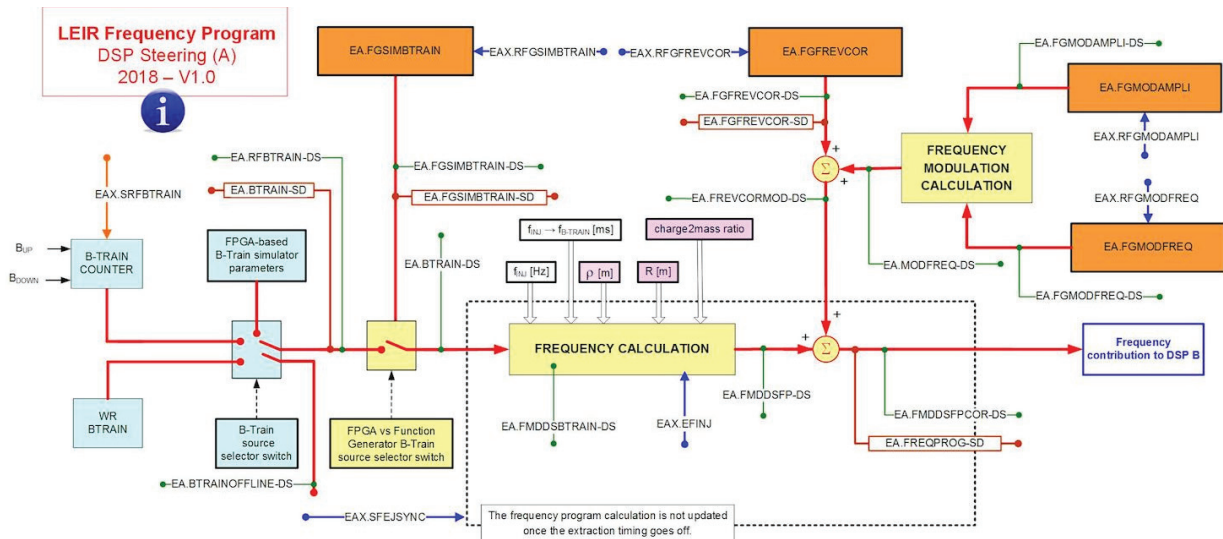 LEIR Frequency Program
DSP Steering (A)
2018 – V1.0
i
EA.FGSIMBTRAIN
EAX.RFGSIMBTRAIN
EAX.RFGFREVCOR
EA.FGFREVCOR
EA.FGMODAMPLI-DS
EA.FGMODAMPLI
EA.FGFREVCOR-DS
EA.FGFREVCOR-SD
EAX.RFGMODAMPLI
EA.RFBTRAIN-DS
EA.FGSIMBTRAIN-DS
FREQUENCY
MODULATION
CALCULATION
+
Σ
+
EAX.SRFBTRAIN
EA.BTRAIN-SD
EA.FGSIMBTRAIN-SD
EA.FREVCORMOD-DS
EAX.RFGMODFREQ
fINJ → fB-TRAIN [ms]
charge2mass ratio
EA.FGMODFREQ
BUP
BDOWN
B-TRAIN
COUNTER
FPGA-based
B-Train simulator
parameters
EA.BTRAIN-DS
fINJ [Hz]
ρ [m]
R [m]
EA.MODFREQ-DS
EA.FGMODFREQ-DS
+
FREQUENCY CALCULATION
+
Σ
Frequency
contribution to DSP B
WR
BTRAIN
B-Train
source
selector switch
FPGA vs Function
Generator B-Train
source selector switch
EA.FMDDSBTRAIN-DS
EAX.EFINJ
EA.FMDDSFP-DS
EA.FMDDSFPCOR-DS
EA.FREQPROG-SD
EA.BTRAINOFFLINE-DS
EAX.SFEJSYNC
The frequency program calculation is not updated
once the extraction timing goes off.